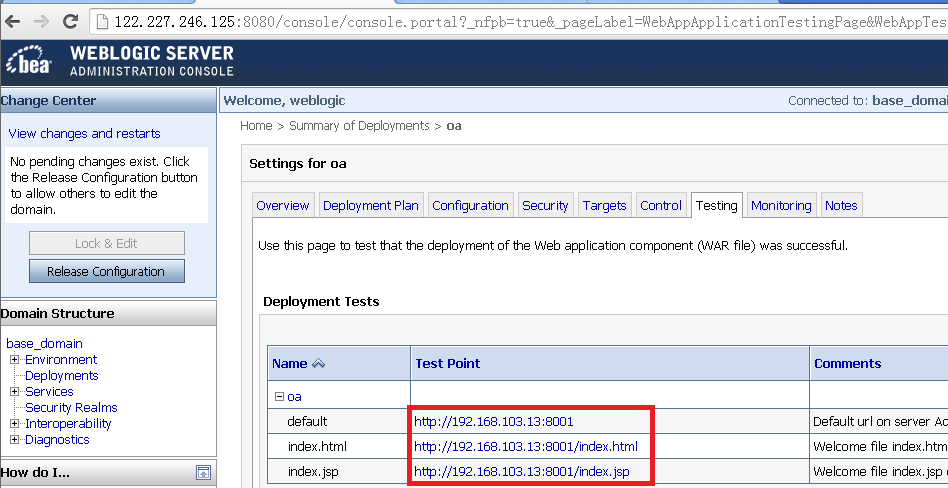 122.227.246.125:8080/console/console.portal?_nfpb=true&_pageLabel=WebAppApplicationTestingPage&WebAppTes
bea
WEBLOGIC SERVER
ADMINISTRATION CONSOLE
Change Center
View changes and restarts
No pending changes exist. Click
the Release Configuration button
to allow others to edit the
domain.
Lock & Edit
Release Configuration
Domain Structure
base_domain
Environment
Deployments
Services
Security Realms
Interoperability
Diagnostics
How do I...
Welcome, weblogic
Connected to: base_domai
Home > Summary of Deployments > oa
Settings for oa
Overview Deployment Plan Configuration Security Targets Control Testing Monitoring Notes
Use this page to test that the deployment of the Web application component (WAR file) was successful.
Deployment Tests
Name Test Point Comments
oa
default http://192.168.103.13:8001 Default url on server Ad
index.html http://192.168.103.13:8001/index.html Welcome file index.htm
index.jsp http://192.168.103.13:8001/index.jsp Welcome file index.jsp o